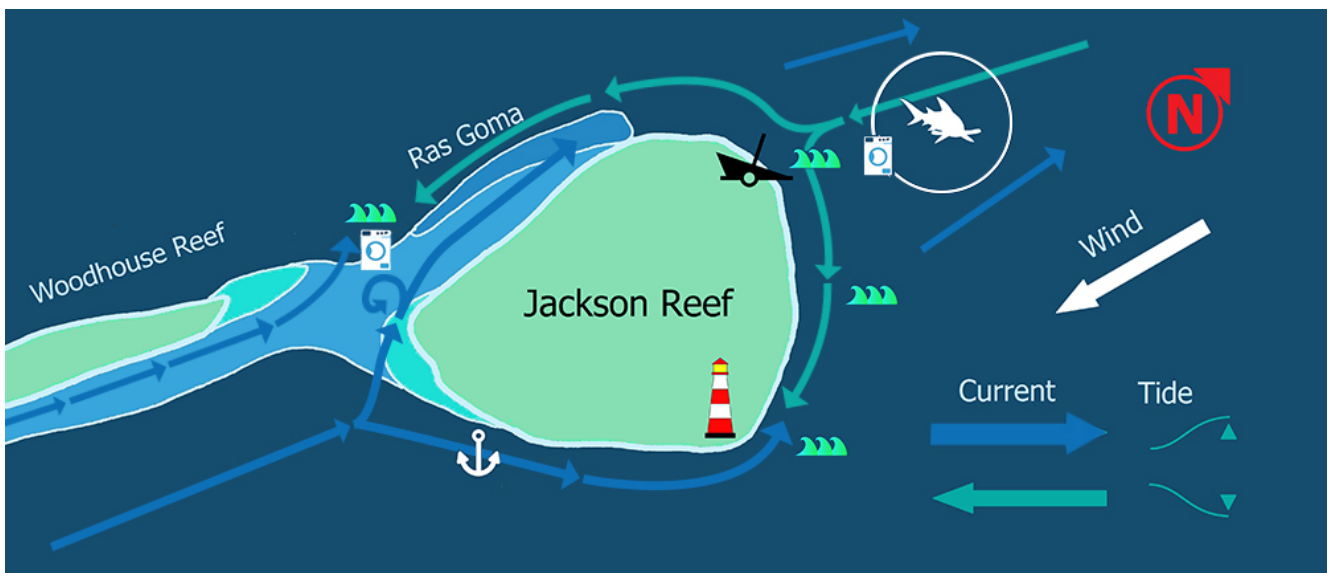 Ras Goma
N
Woodhouse Reef
Wind
Jackson Reef
Current
Tide